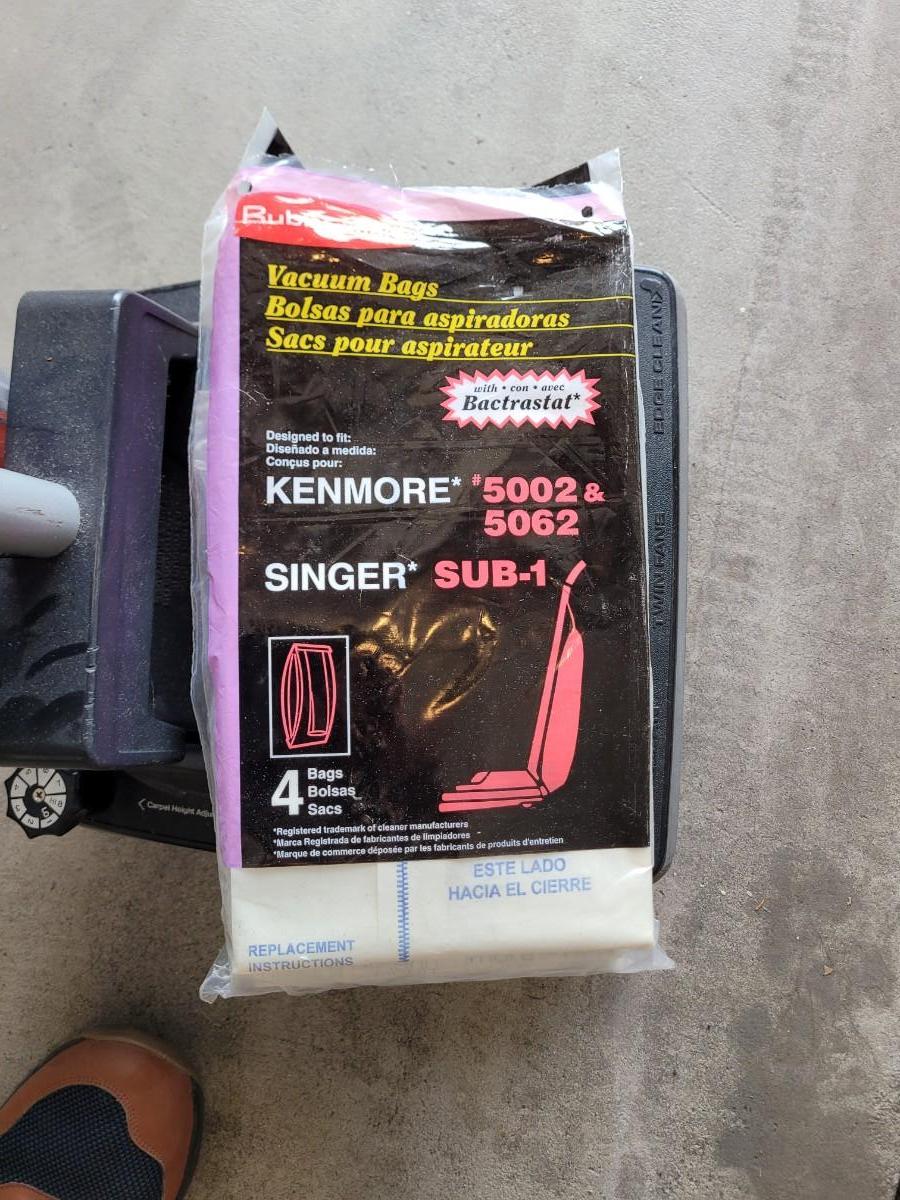 Vacuum Bags
Bolsas para aspiradoras
Sacs pour aspirateur
with • con • avec
Bactrastat*
Designed to fit:
Diseñado a medida:
Conçus pour:
KENMORE* #5002 &
5062
SINGER* SUB-1
4 Bags
Bolsas
Sacs
*Registered trademark of cleaner manufacturers
*Marca Registrada de fabricantes de limpiadores
*Marque de commerce déposée par les fabricants de produits d'entretien
ESTE LADO
HACIA EL CIERRE
REPLACEMENT
INSTRUCTIONS
EDGE CLEAN
TWIN FANS
Carpet Height